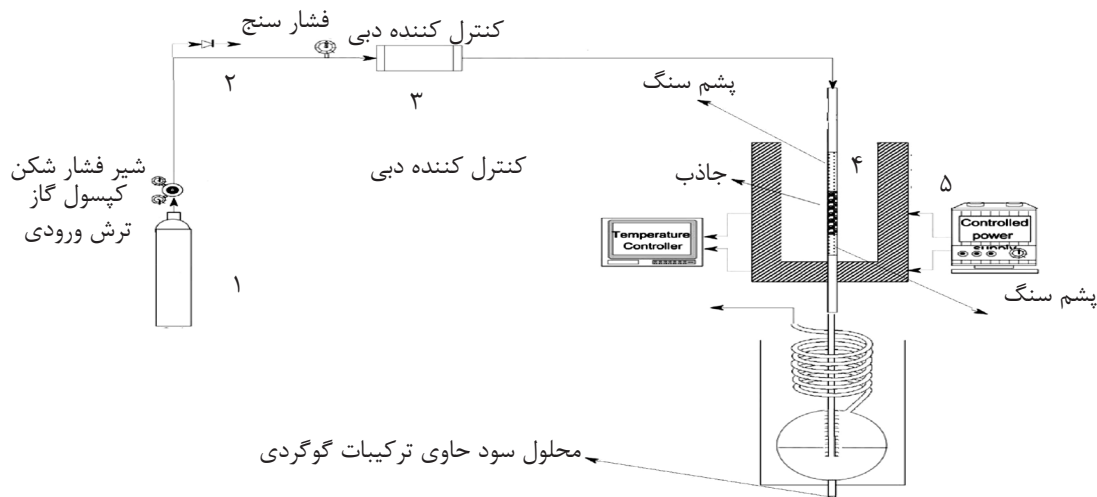 فشار سنج
کنترل کننده دبی
۲
۳
پشم سنگ
شیر فشار شکن
کپسول گاز
ترش ورودی
کنترل کننده دبی
۴
۵
جاذب
Temperature
Controller
Controlled
power
supply
۱
پشم سنگ
محلول سود حاوی ترکیبات گوگردی